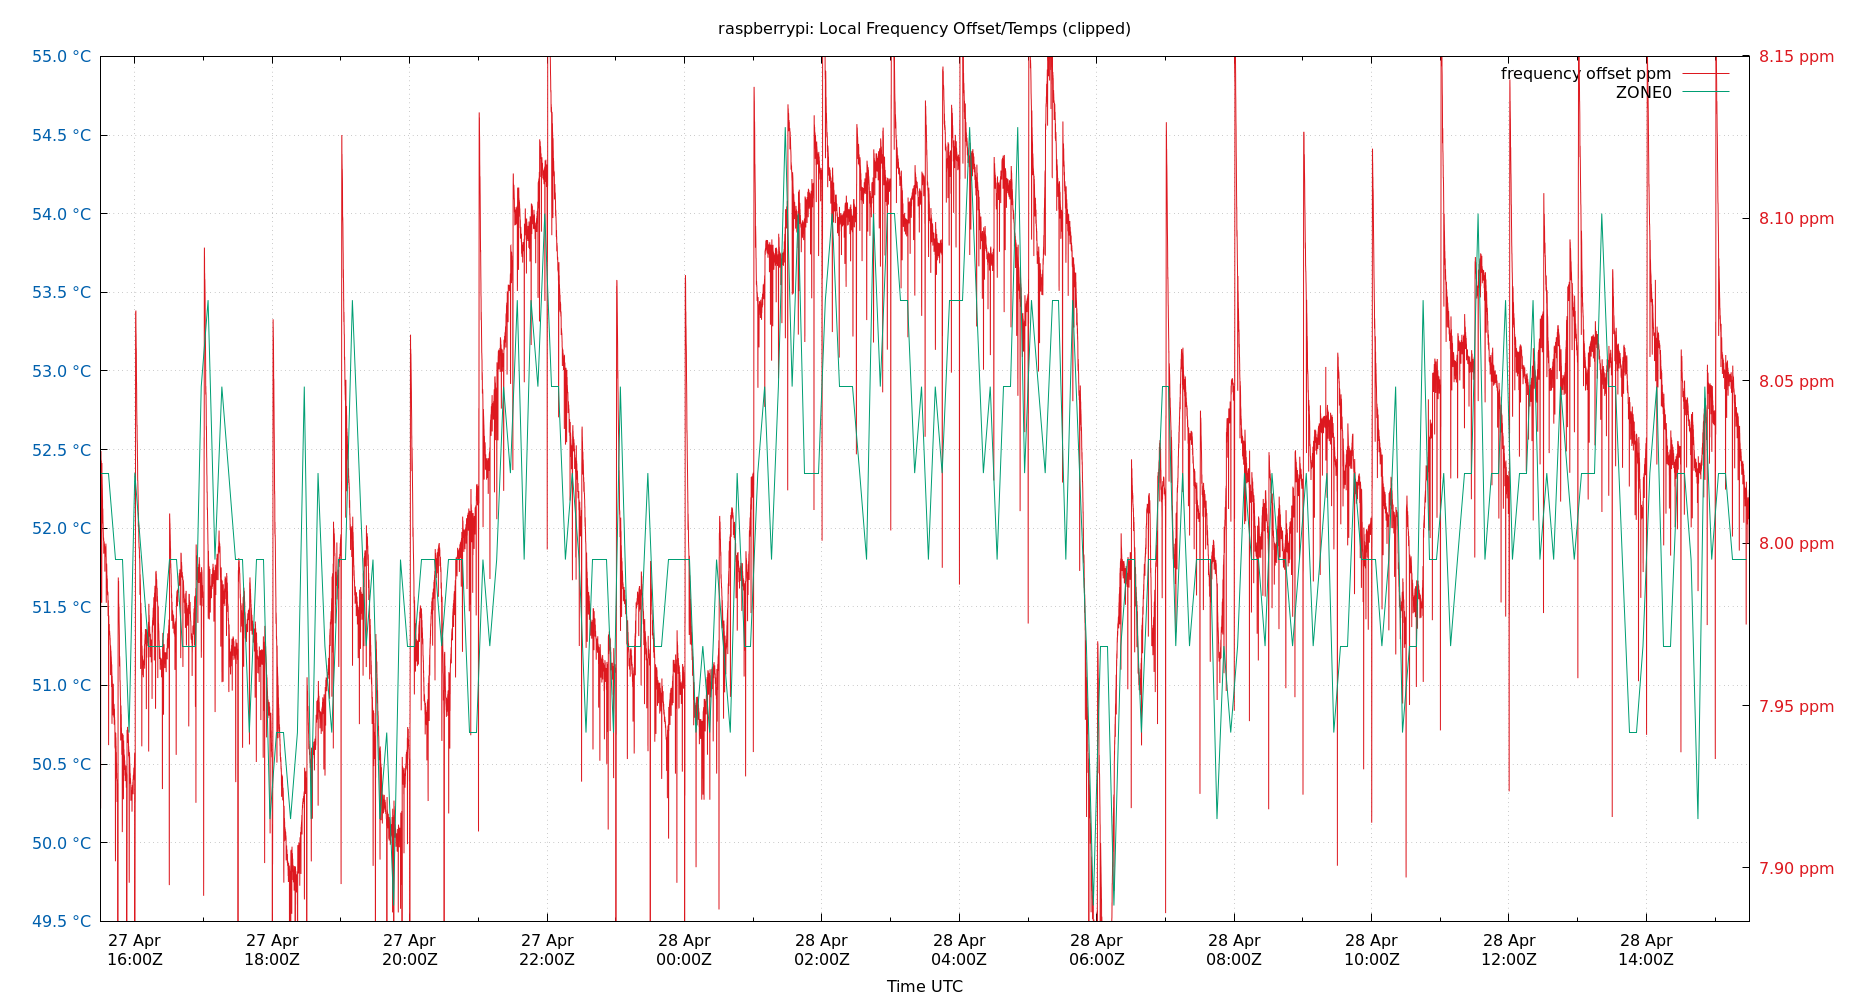 raspberrypi: Local Frequency Offset/Temps (clipped)
55.0 °C
54.5 °C
54.0 °C
53.5 °C
53.0 °C
52.5 °C
52.0 °C
51.5 °C
51.0 °C
50.5 °C
50.0 °C
49.5 °C
frequency offset ppm
ZONE0
8.15 ppm
8.10 ppm
8.05 ppm
8.00 ppm
7.95 ppm
7.90 ppm
27 Apr
16:00Z
27 Apr
18:00Z
27 Apr
20:00Z
27 Apr
22:00Z
28 Apr
00:00Z
28 Apr
02:00Z
28 Apr
04:00Z
28 Apr
06:00Z
28 Apr
08:00Z
28 Apr
10:00Z
28 Apr
12:00Z
28 Apr
14:00Z
Time UTC